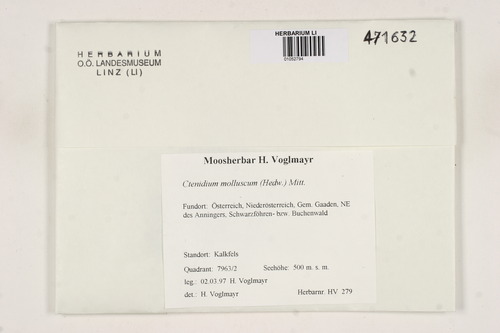 HERBARIUM
O.Ö. LANDESMUSEUM
LINZ (LI)
HERBARIUM LI
01052794
471632
Moosherbar H. Voglmayr
Ctenidium molluscum (Hedw.) Mitt.
Fundort: Österreich, Niederösterreich, Gem. Gaaden, NE
des Anningers, Schwarzföhren- bzw. Buchenwald
Standort: Kalkfels
Quadrant: 7963/2 Seehöhe: 500 m. s. m.
leg.: 02.03.97 H. Voglmayr
det.: H. Voglmayr Herbarnr. HV 279